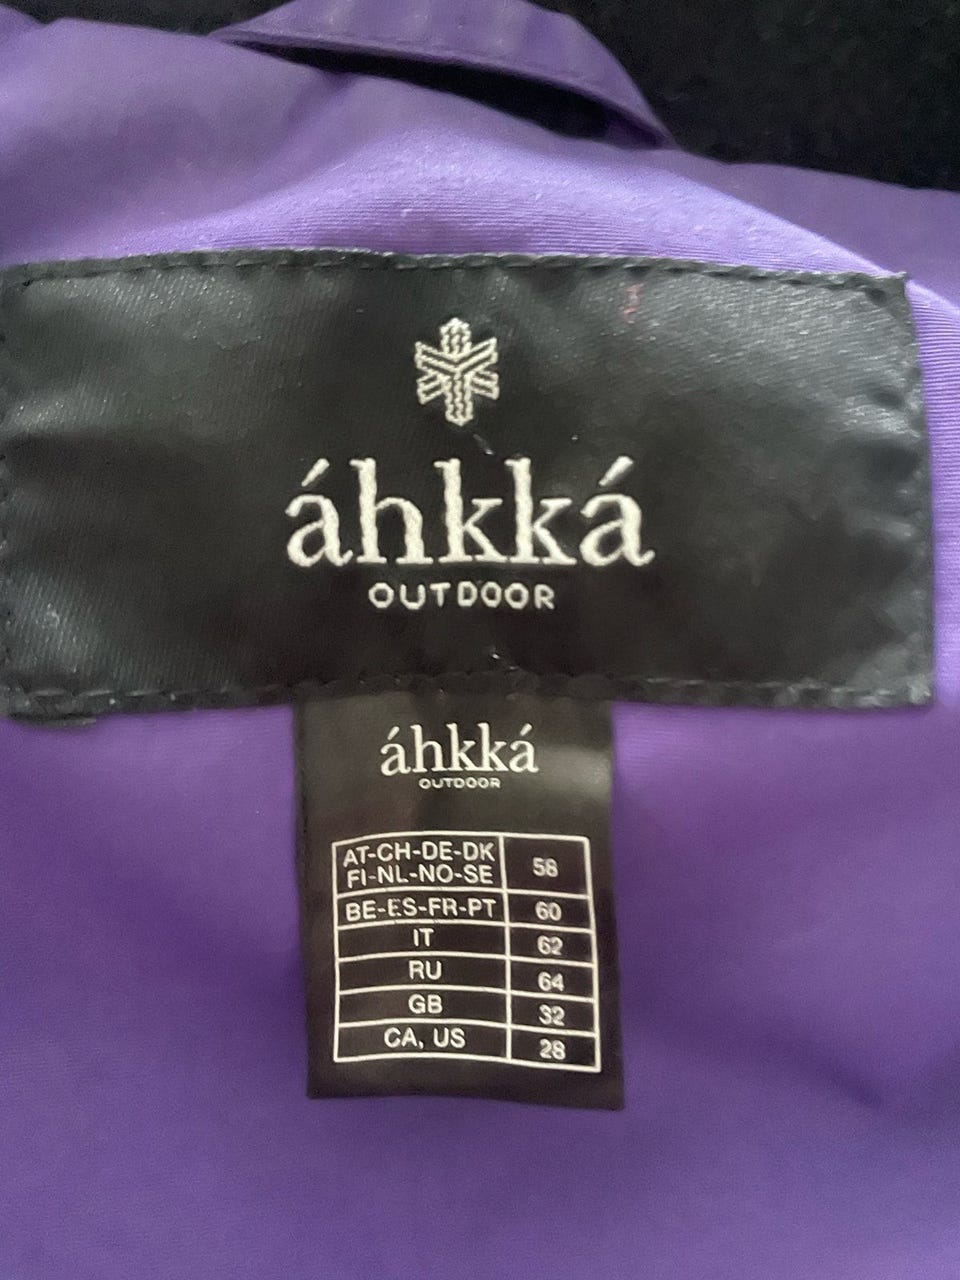 áhkká
OUTDOOR
áhkká
OUTDOOR
AT-CH-DE-DK
FI-NL-NO-SE 58
BE-ES-FR-PT 60
IT 62
RU 64
GB 32
CA, US 28